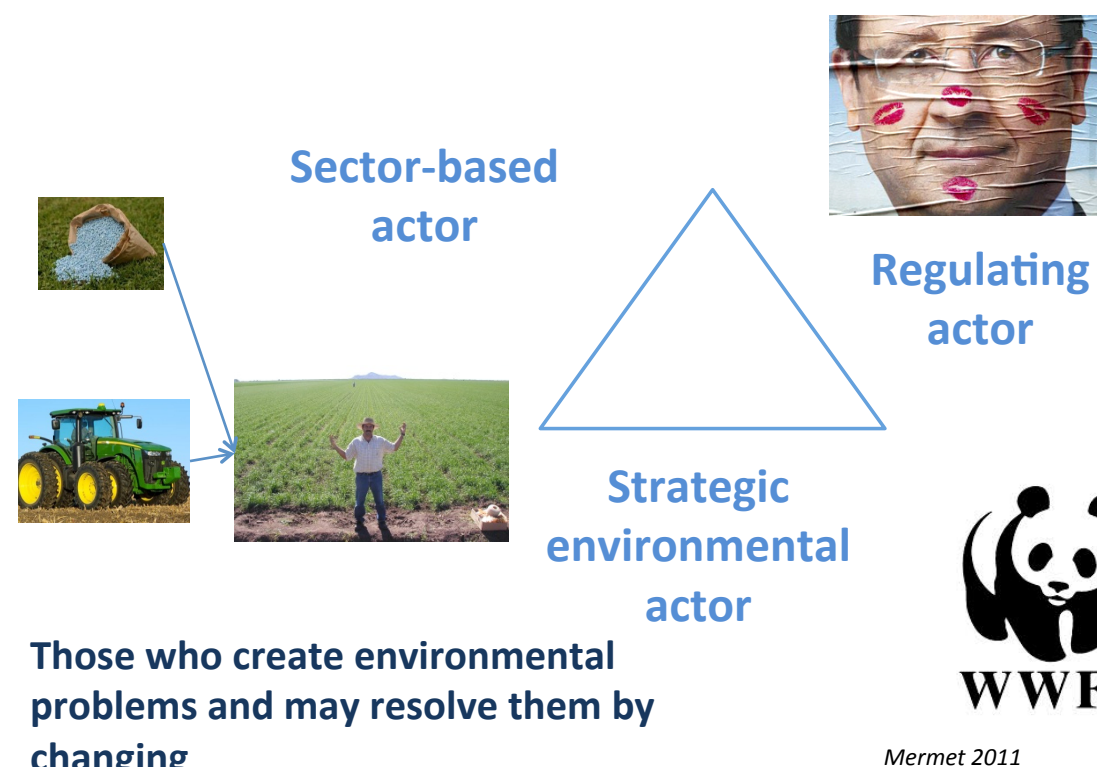 Sector-based
actor
Regulating
actor
Strategic
environmental
actor
Those who create environmental
problems and may resolve them by
changing
WWF
Mermet 2011